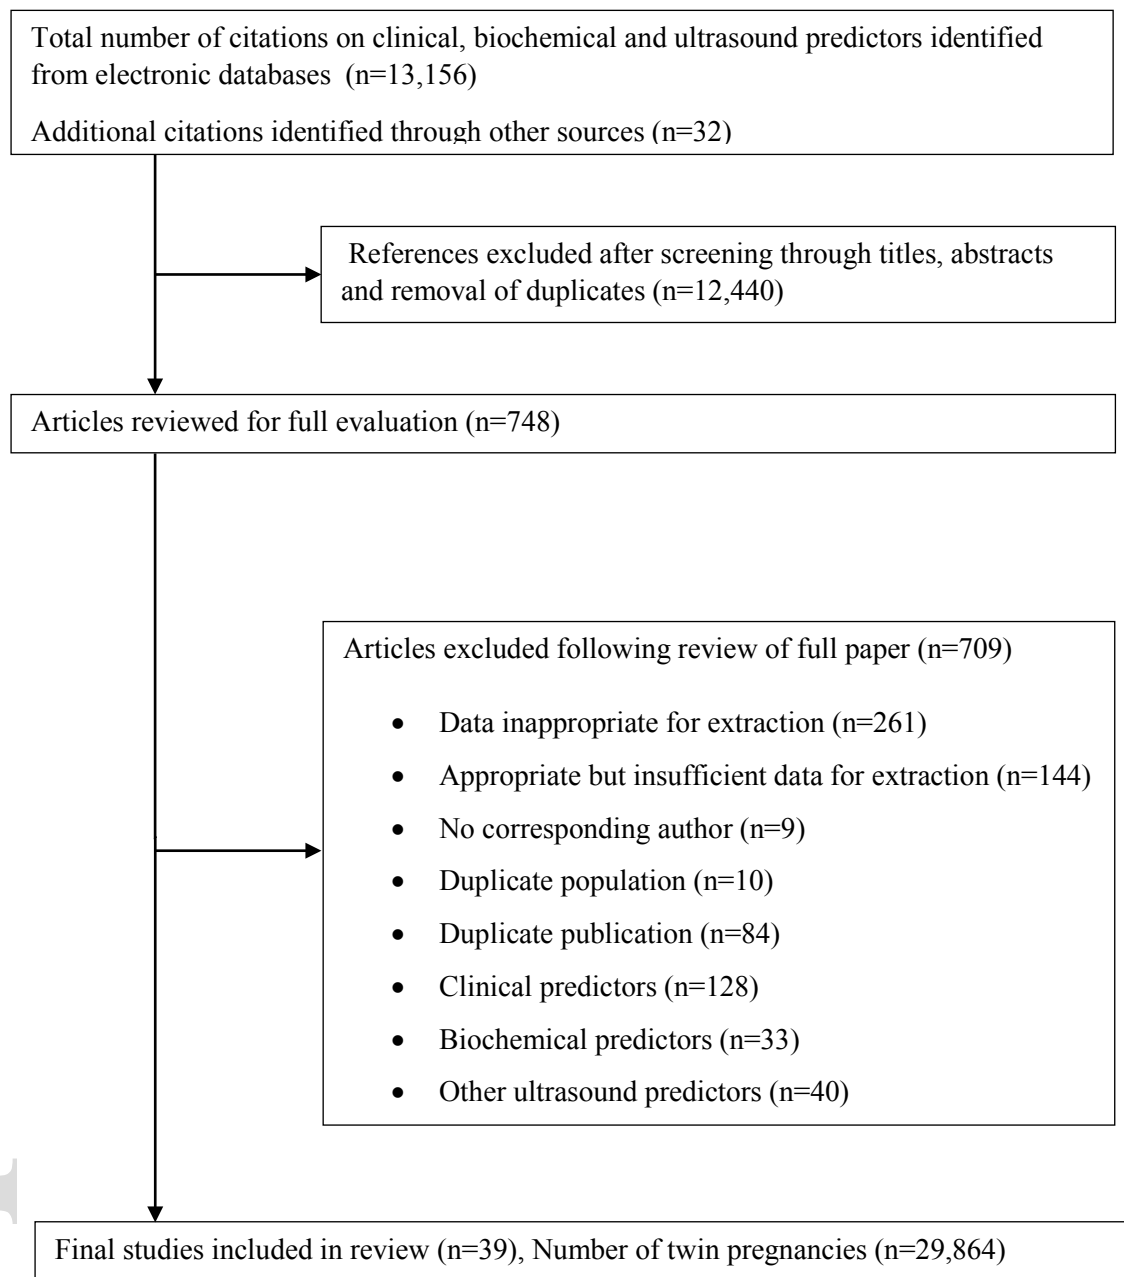 Total number of citations on clinical, biochemical and ultrasound predictors identified
from electronic databases (n=13,156)
Additional citations identified through other sources (n=32)
References excluded after screening through titles, abstracts
and removal of duplicates (n=12,440)
Articles reviewed for full evaluation (n=748)
Articles excluded following review of full paper (n=709)
• Data inappropriate for extraction (n=261)
• Appropriate but insufficient data for extraction (n=144)
• No corresponding author (n=9)
• Duplicate population (n=10)
• Duplicate publication (n=84)
• Clinical predictors (n=128)
• Biochemical predictors (n=33)
• Other ultrasound predictors (n=40)
Final studies included in review (n=39), Number of twin pregnancies (n=29,864)